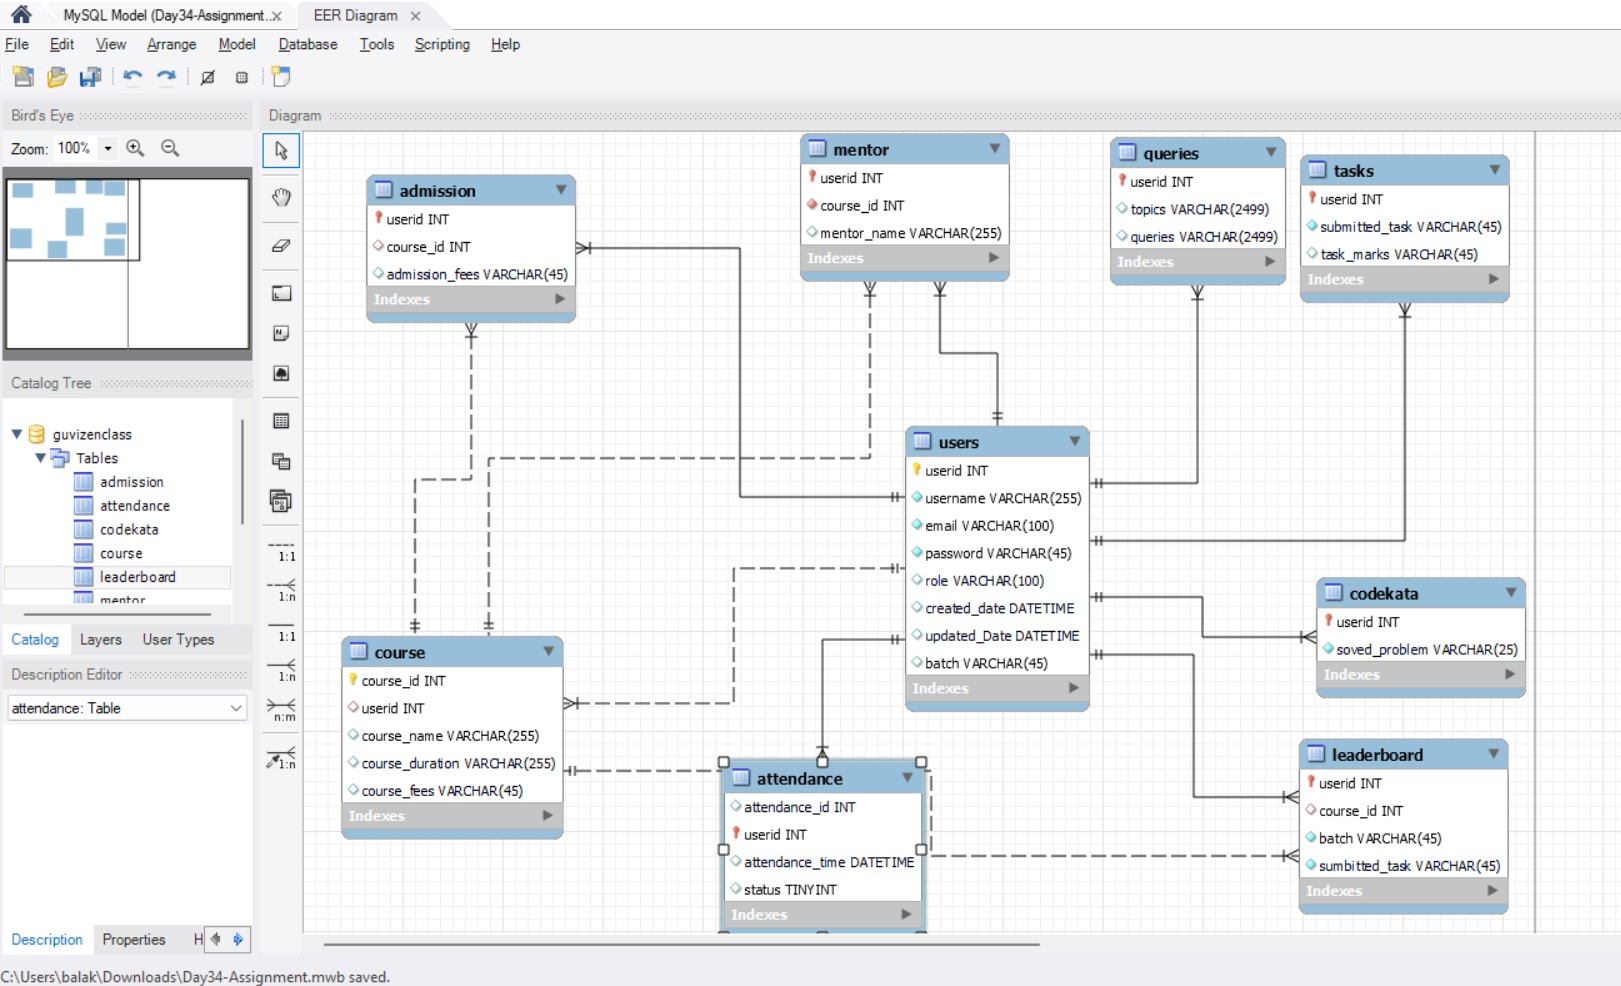 MySQL Model (Day34-Assignment..
EER Diagram
File Edit View Arrange Model Database Tools Scripting Help
Bird's Eye
Zoom: 100%
Catalog Tree
guvizenclass
Tables
admission
attendance
codekata
course
leaderboard
mentor
Catalog Layers User Types
Description Editor
attendance: Table
Description Properties H
Diagram
1:1
1:n
1:1
1:n
n:m
1:n
admission
userid INT
course_id INT
admission_fees VARCHAR(45)
Indexes
mentor
userid INT
course_id INT
mentor_name VARCHAR(255)
Indexes
queries
userid INT
topics VARCHAR(2499)
queries VARCHAR(2499)
Indexes
tasks
userid INT
submitted_task VARCHAR(45)
task_marks VARCHAR(45)
Indexes
users
userid INT
username VARCHAR(255)
email VARCHAR(100)
password VARCHAR(45)
role VARCHAR(100)
created_date DATETIME
updated_Date DATETIME
batch VARCHAR(45)
Indexes
codekata
userid INT
soved_problem VARCHAR(25)
Indexes
course
course_id INT
userid INT
course_name VARCHAR(255)
course_duration VARCHAR(255)
course_fees VARCHAR(45)
Indexes
attendance
attendance_id INT
userid INT
attendance_time DATETIME
status TINYINT
Indexes
leaderboard
userid INT
course_id INT
batch VARCHAR(45)
sumbitted_task VARCHAR(45)
Indexes
C:\Users\balak\Downloads\Day34-Assignment.mwb saved.